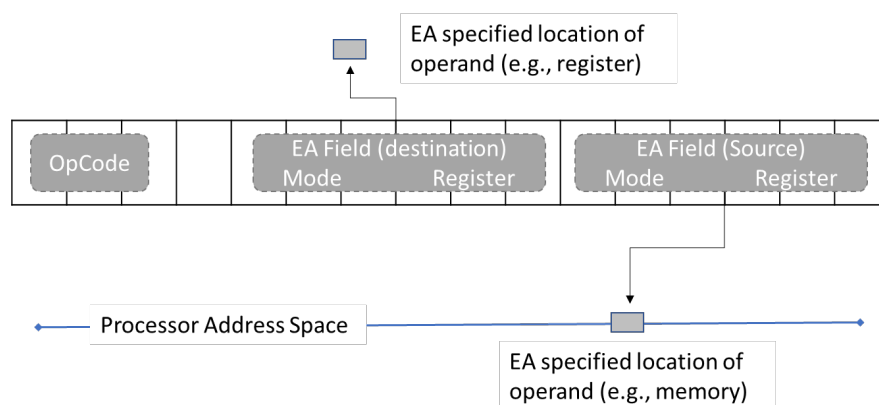 EA specified location of
operand (e.g., register)
OpCode
EA Field (destination)
Mode Register
EA Field (Source)
Mode Register
Processor Address Space
EA specified location of
operand (e.g., memory)